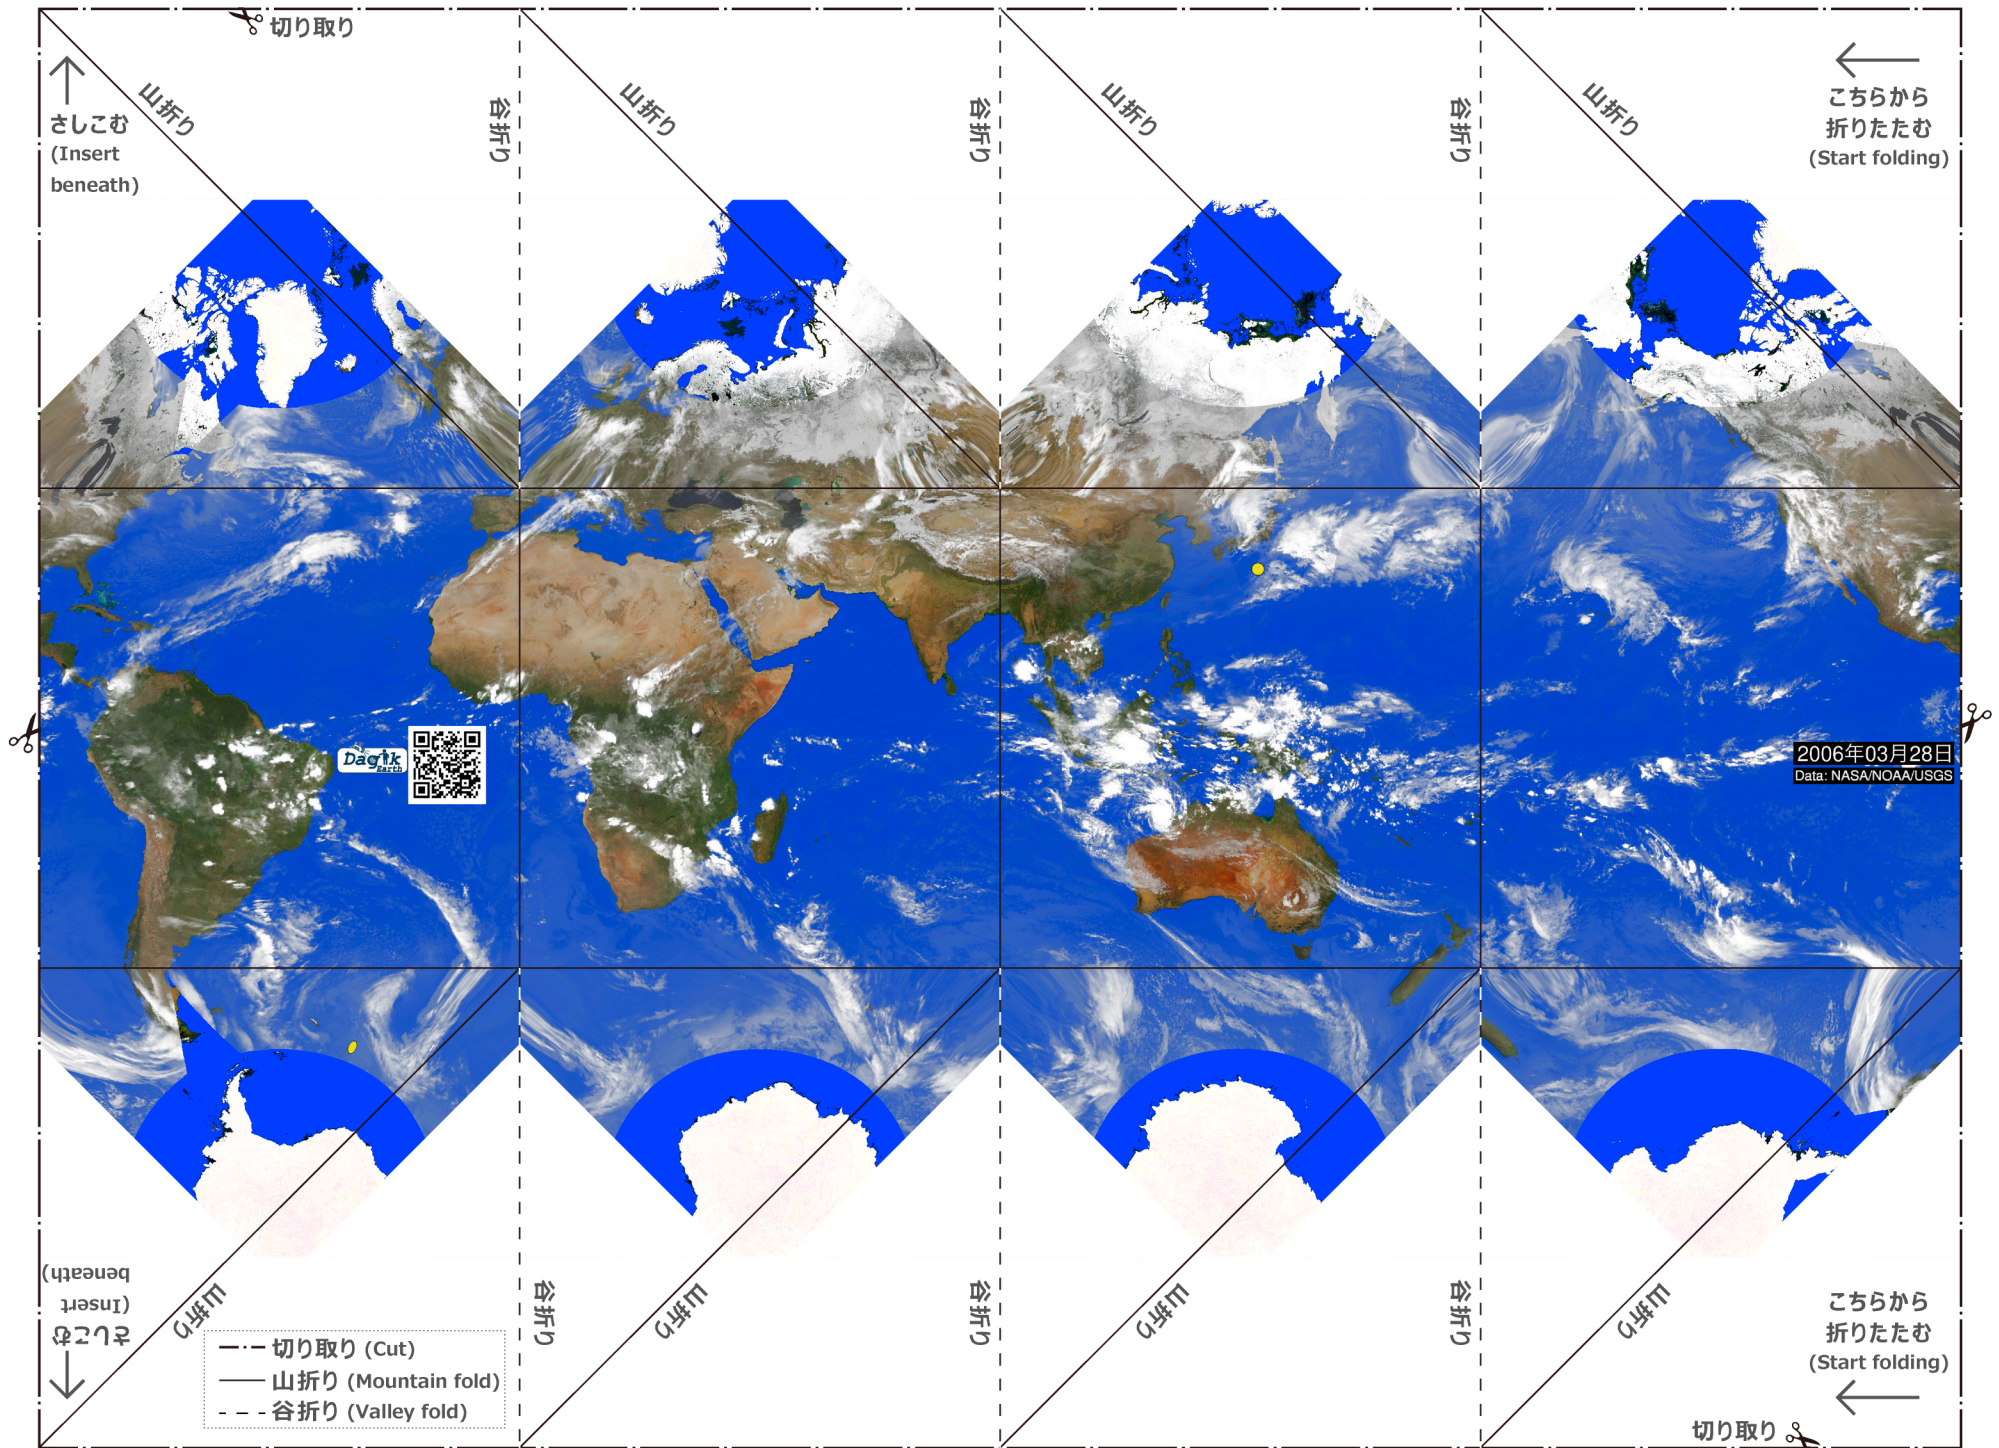 切り取り
さしこむ
(Insert
beneath)
山折り
谷折り
山折り
谷折り
山折り
谷折り
山折り
こちらから
折りたたむ
(Start folding)
Dagik
Earth
2006年03月28日
Data: NASA/NOAA/USGS
さしこむ
(Insert
beneath)
山折り
谷折り
山折り
谷折り
山折り
谷折り
山折り
こちらから
折りたたむ
(Start folding)
切り取り (Cut)
山折り (Mountain fold)
谷折り (Valley fold)
切り取り